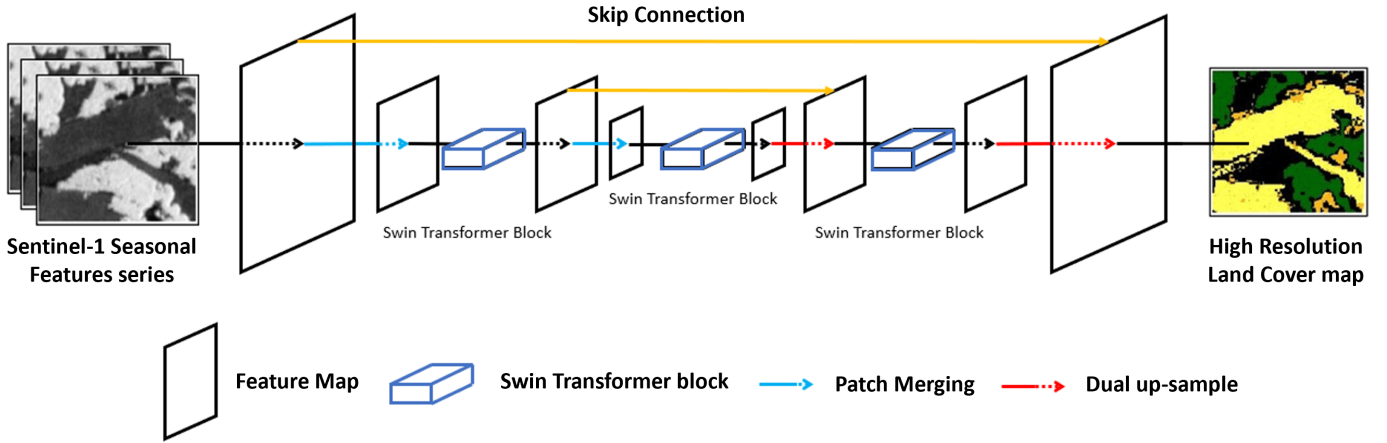 Skip Connection
Swin Transformer Block
Swin Transformer Block
Swin Transformer Block
Sentinel-1 Seasonal
Features series
High Resolution
Land Cover map
Feature Map
Swin Transformer block
Patch Merging
Dual up-sample